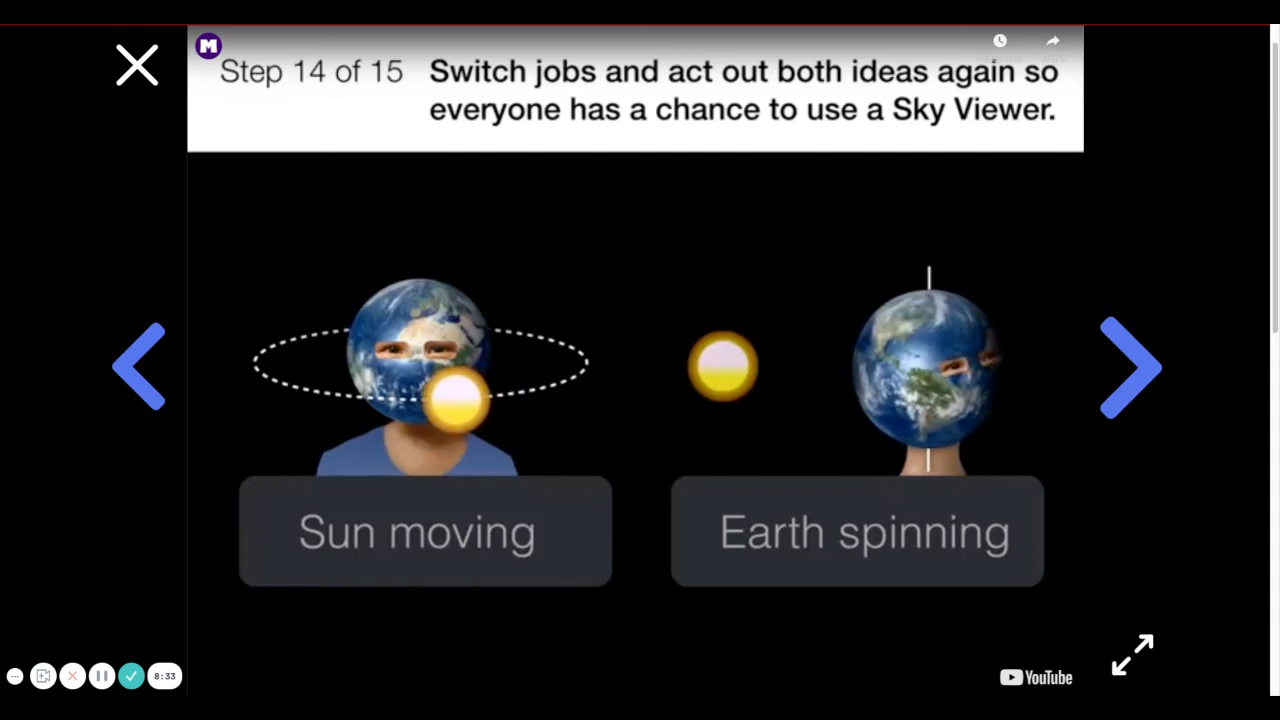 M
Step 14 of 15
Switch jobs and act out both ideas again so
everyone has a chance to use a Sky Viewer.
Sun moving
Earth spinning
8:33
YouTube